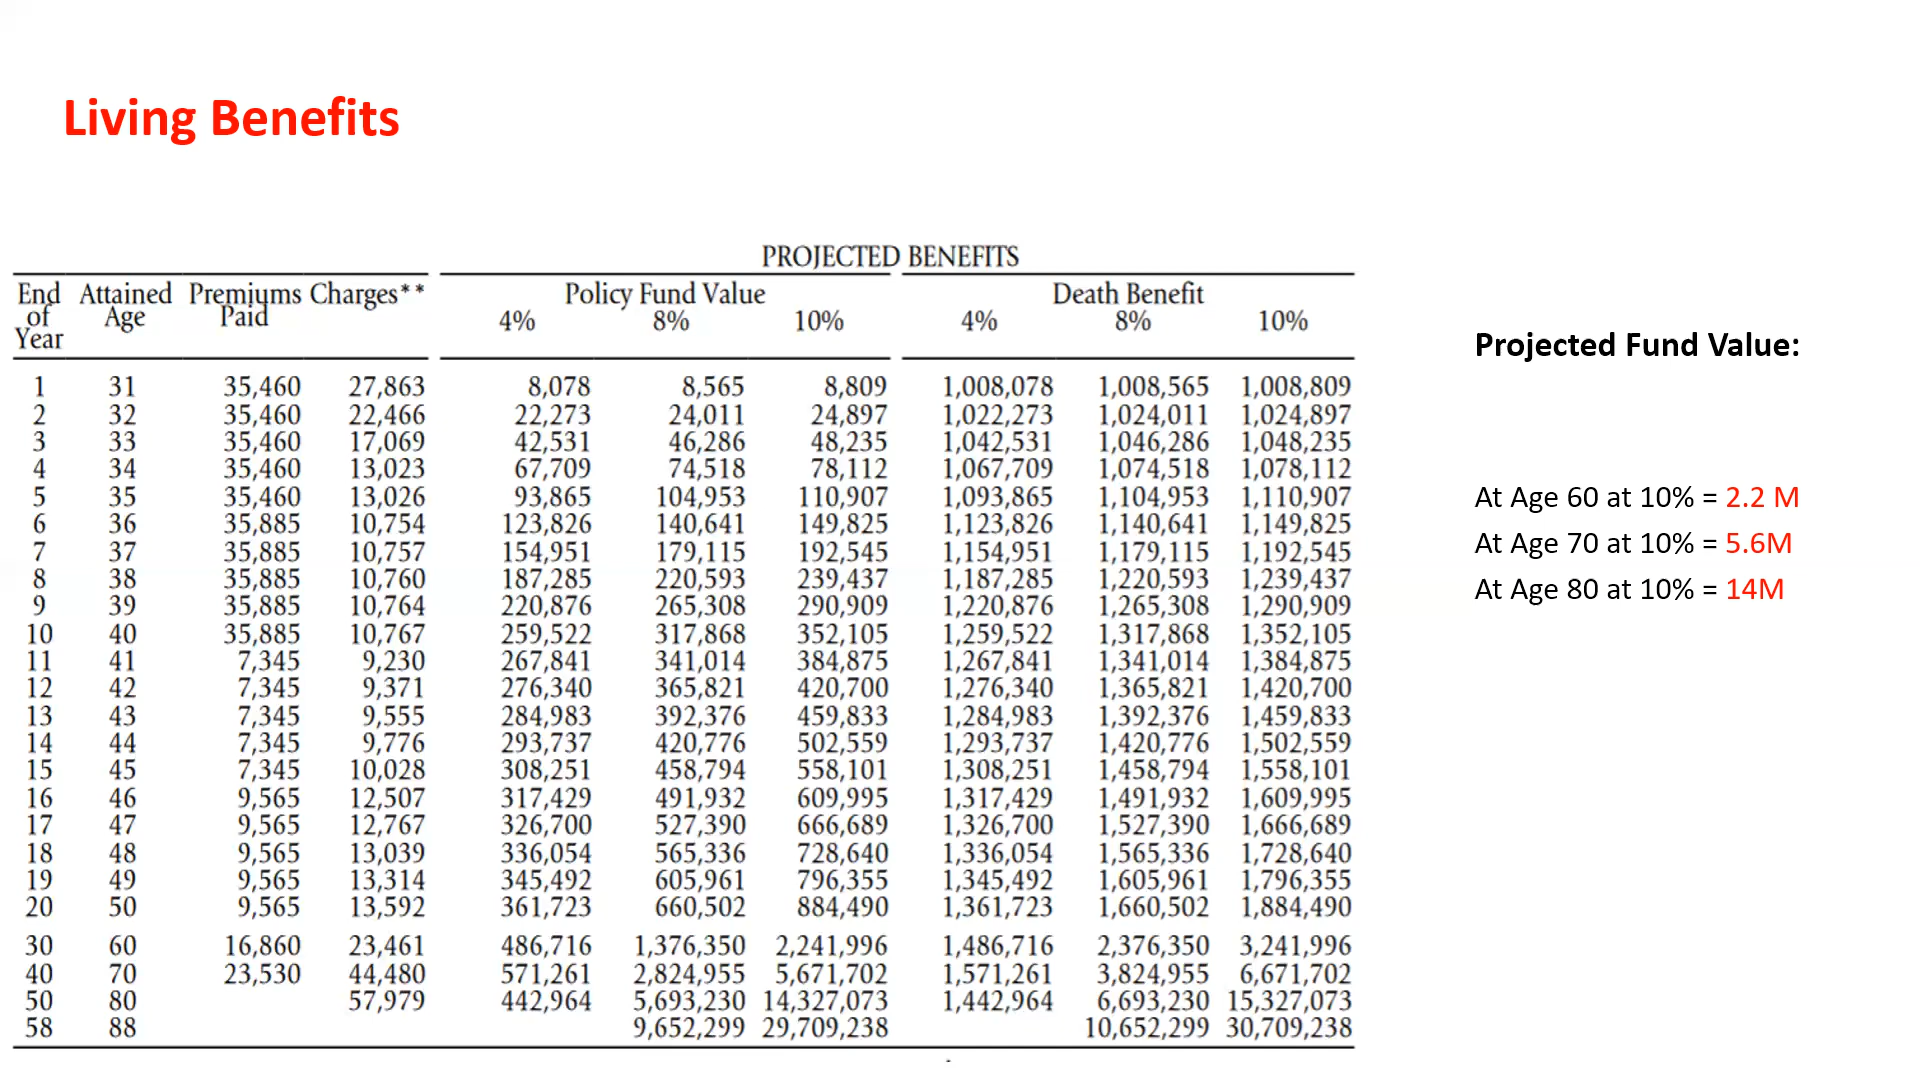 Living Benefits
PROJECTED BENEFITS
End of Year Attained Age Premiums Paid Charges** Policy Fund Value Death Benefit
4% 8% 10% 4% 8% 10%
1 31 35,460 27,863 8,078 8,565 8,809 1,008,078 1,008,565 1,008,809
2 32 35,460 22,466 22,273 24,011 24,897 1,022,273 1,024,011 1,024,897
3 33 35,460 17,069 42,531 46,286 48,235 1,042,531 1,046,286 1,048,235
4 34 35,460 13,023 67,709 74,518 78,112 1,067,709 1,074,518 1,078,112
5 35 35,460 13,026 93,865 104,953 110,907 1,093,865 1,104,953 1,110,907
6 36 35,885 10,754 123,826 140,641 149,825 1,123,826 1,140,641 1,149,825
7 37 35,885 10,757 154,951 179,115 192,545 1,154,951 1,179,115 1,192,545
8 38 35,885 10,760 187,285 220,593 239,437 1,187,285 1,220,593 1,239,437
9 39 35,885 10,764 220,876 265,308 290,909 1,220,876 1,265,308 1,290,909
10 40 35,885 10,767 259,522 317,868 352,105 1,259,522 1,317,868 1,352,105
11 41 7,345 9,230 267,841 341,014 384,875 1,267,841 1,341,014 1,384,875
12 42 7,345 9,371 276,340 365,821 420,700 1,276,340 1,365,821 1,420,700
13 43 7,345 9,555 284,983 392,376 459,833 1,284,983 1,392,376 1,459,833
14 44 7,345 9,776 293,737 420,776 502,559 1,293,737 1,420,776 1,502,559
15 45 7,345 10,028 308,251 458,794 558,101 1,308,251 1,458,794 1,558,101
16 46 9,565 12,507 317,429 491,932 609,995 1,317,429 1,491,932 1,609,995
17 47 9,565 12,767 326,700 527,390 666,689 1,326,700 1,527,390 1,666,689
18 48 9,565 13,039 336,054 565,336 728,640 1,336,054 1,565,336 1,728,640
19 49 9,565 13,314 345,492 605,961 796,355 1,345,492 1,605,961 1,796,355
20 50 9,565 13,592 361,723 660,502 884,490 1,361,723 1,660,502 1,884,490
30 60 16,860 23,461 486,716 1,376,350 2,241,996 1,486,716 2,376,350 3,241,996
40 70 23,530 44,480 571,261 2,824,955 5,671,702 1,571,261 3,824,955 6,671,702
50 80 57,979 442,964 5,693,230 14,327,073 1,442,964 6,693,230 15,327,073
58 88 9,652,299 29,709,238 10,652,299 30,709,238
Projected Fund Value:
At Age 60 at 10% = 2.2 M
At Age 70 at 10% = 5.6M
At Age 80 at 10% = 14M